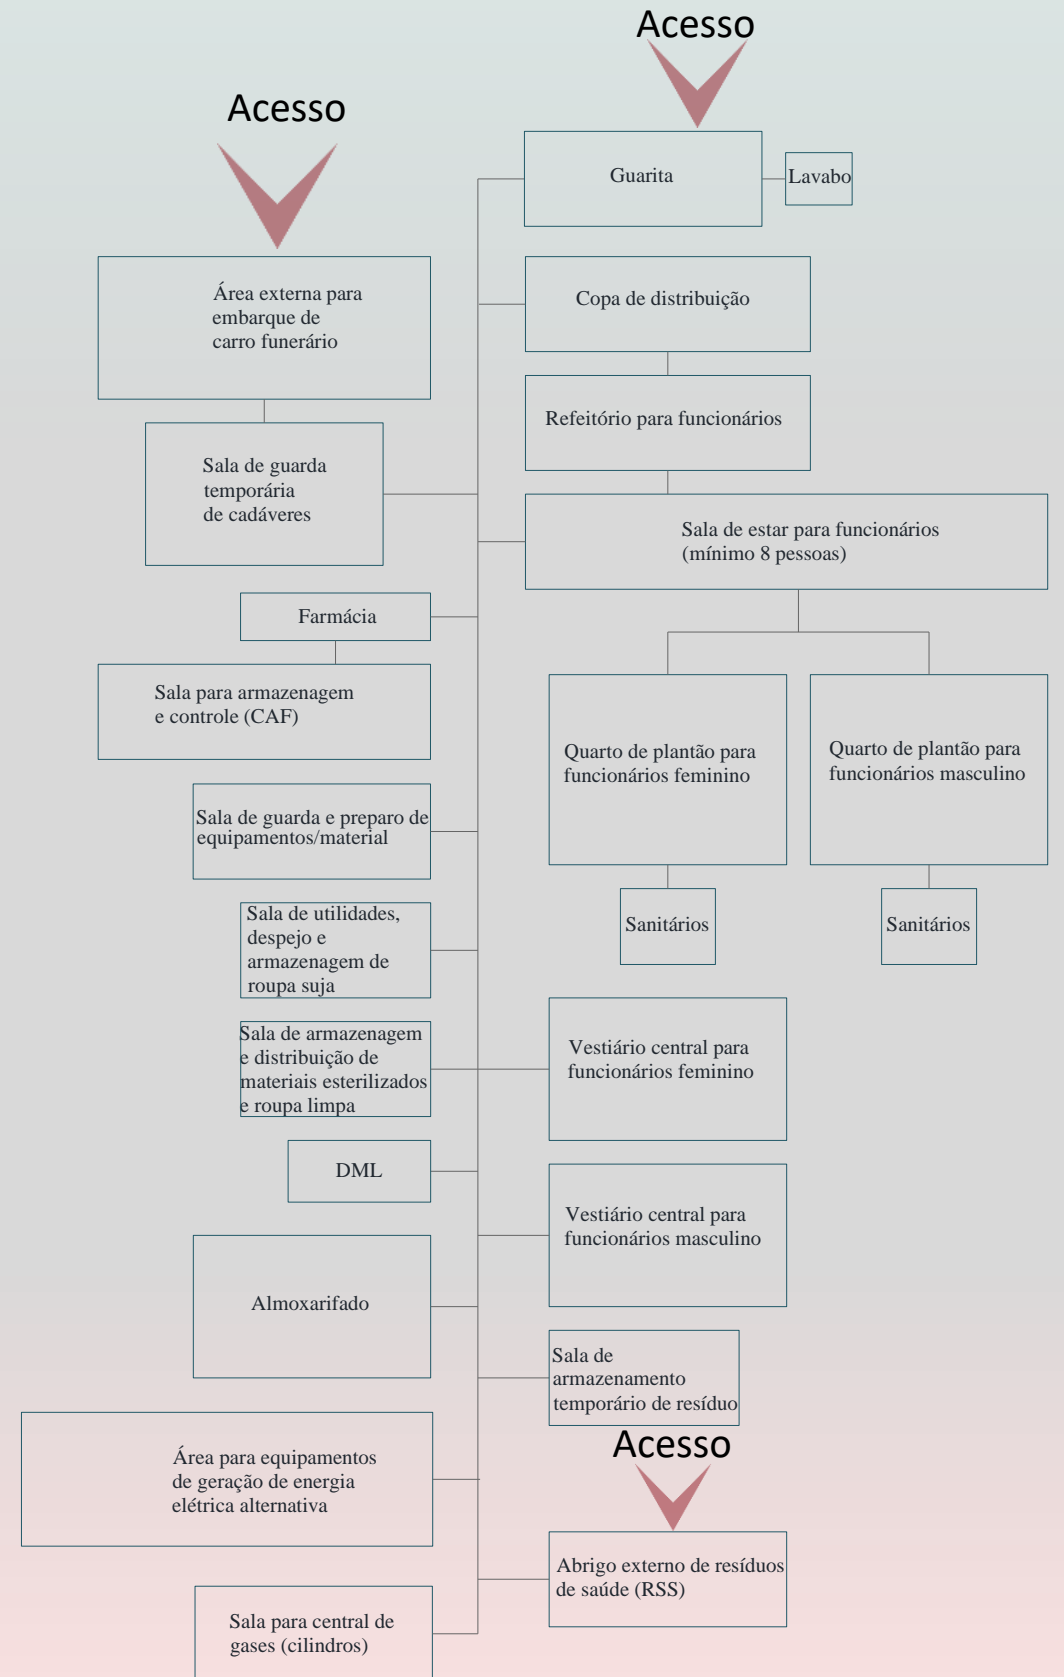 Acesso
Acesso
Guarita
Lavabo
Área externa para
embarque de
carro funerário
Copa de distribuição
Refeitório para funcionários
Sala de guarda
temporária
de cadáveres
Sala de estar para funcionários
(mínimo 8 pessoas)
Farmácia
Sala para armazenagem
e controle (CAF)
Quarto de plantão para
funcionários feminino
Quarto de plantão para
funcionários masculino
Sala de guarda e preparo de
equipamentos/material
Sanitários
Sanitários
Sala de utilidades,
despejo e
armazenagem de
roupa suja
Sala de armazenagem
e distribuição de
materiais esterilizados
e roupa limpa
Vestiário central para
funcionários feminino
DML
Vestiário central para
funcionários masculino
Almoxarifado
Sala de
armazenamento
temporário de resíduo
Acesso
Área para equipamentos
de geração de energia
elétrica alternativa
Abrigo externo de resíduos
de saúde (RSS)
Sala para central de
gases (cilindros)